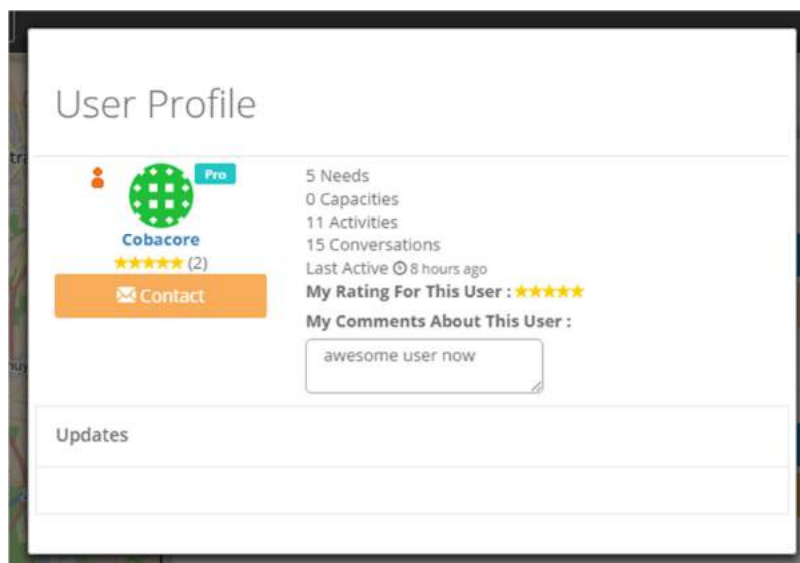 User Profile
Pro
Cobacore
(2)
Contact
5 Needs
0 Capacities
11 Activities
15 Conversations
Last Active 8 hours ago
My Rating For This User :
My Comments About This User :
awesome user now
Updates